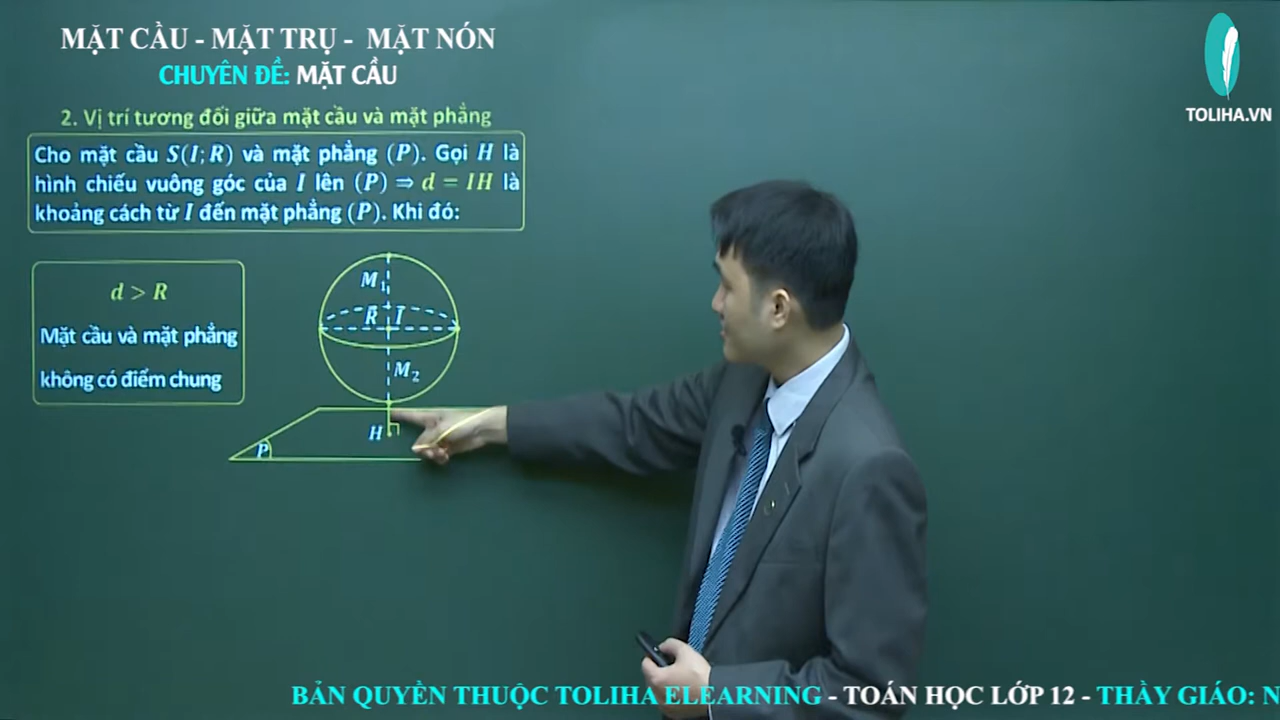 MẶT CẦU - MẶT TRỤ - MẶT NÓN
CHUYÊN ĐỀ: MẶT CẦU
TOLIHA.VN
2. Vị trí tương đối giữa mặt cầu và mặt phẳng
Cho mặt cầu S(I; R) và mặt phẳng (P). Gọi H là
hình chiếu vuông góc của I lên (P) ⇒ d = IH là
khoảng cách từ I đến mặt phẳng (P). Khi đó:
d > R
Mặt cầu và mặt phẳng
không có điểm chung
M₁
R I
M₂
H
P
BẢN QUYỀN THUỘC TOLIHA ELEARNING - TOÁN HỌC LỚP 12 - THẦY GIÁO: N